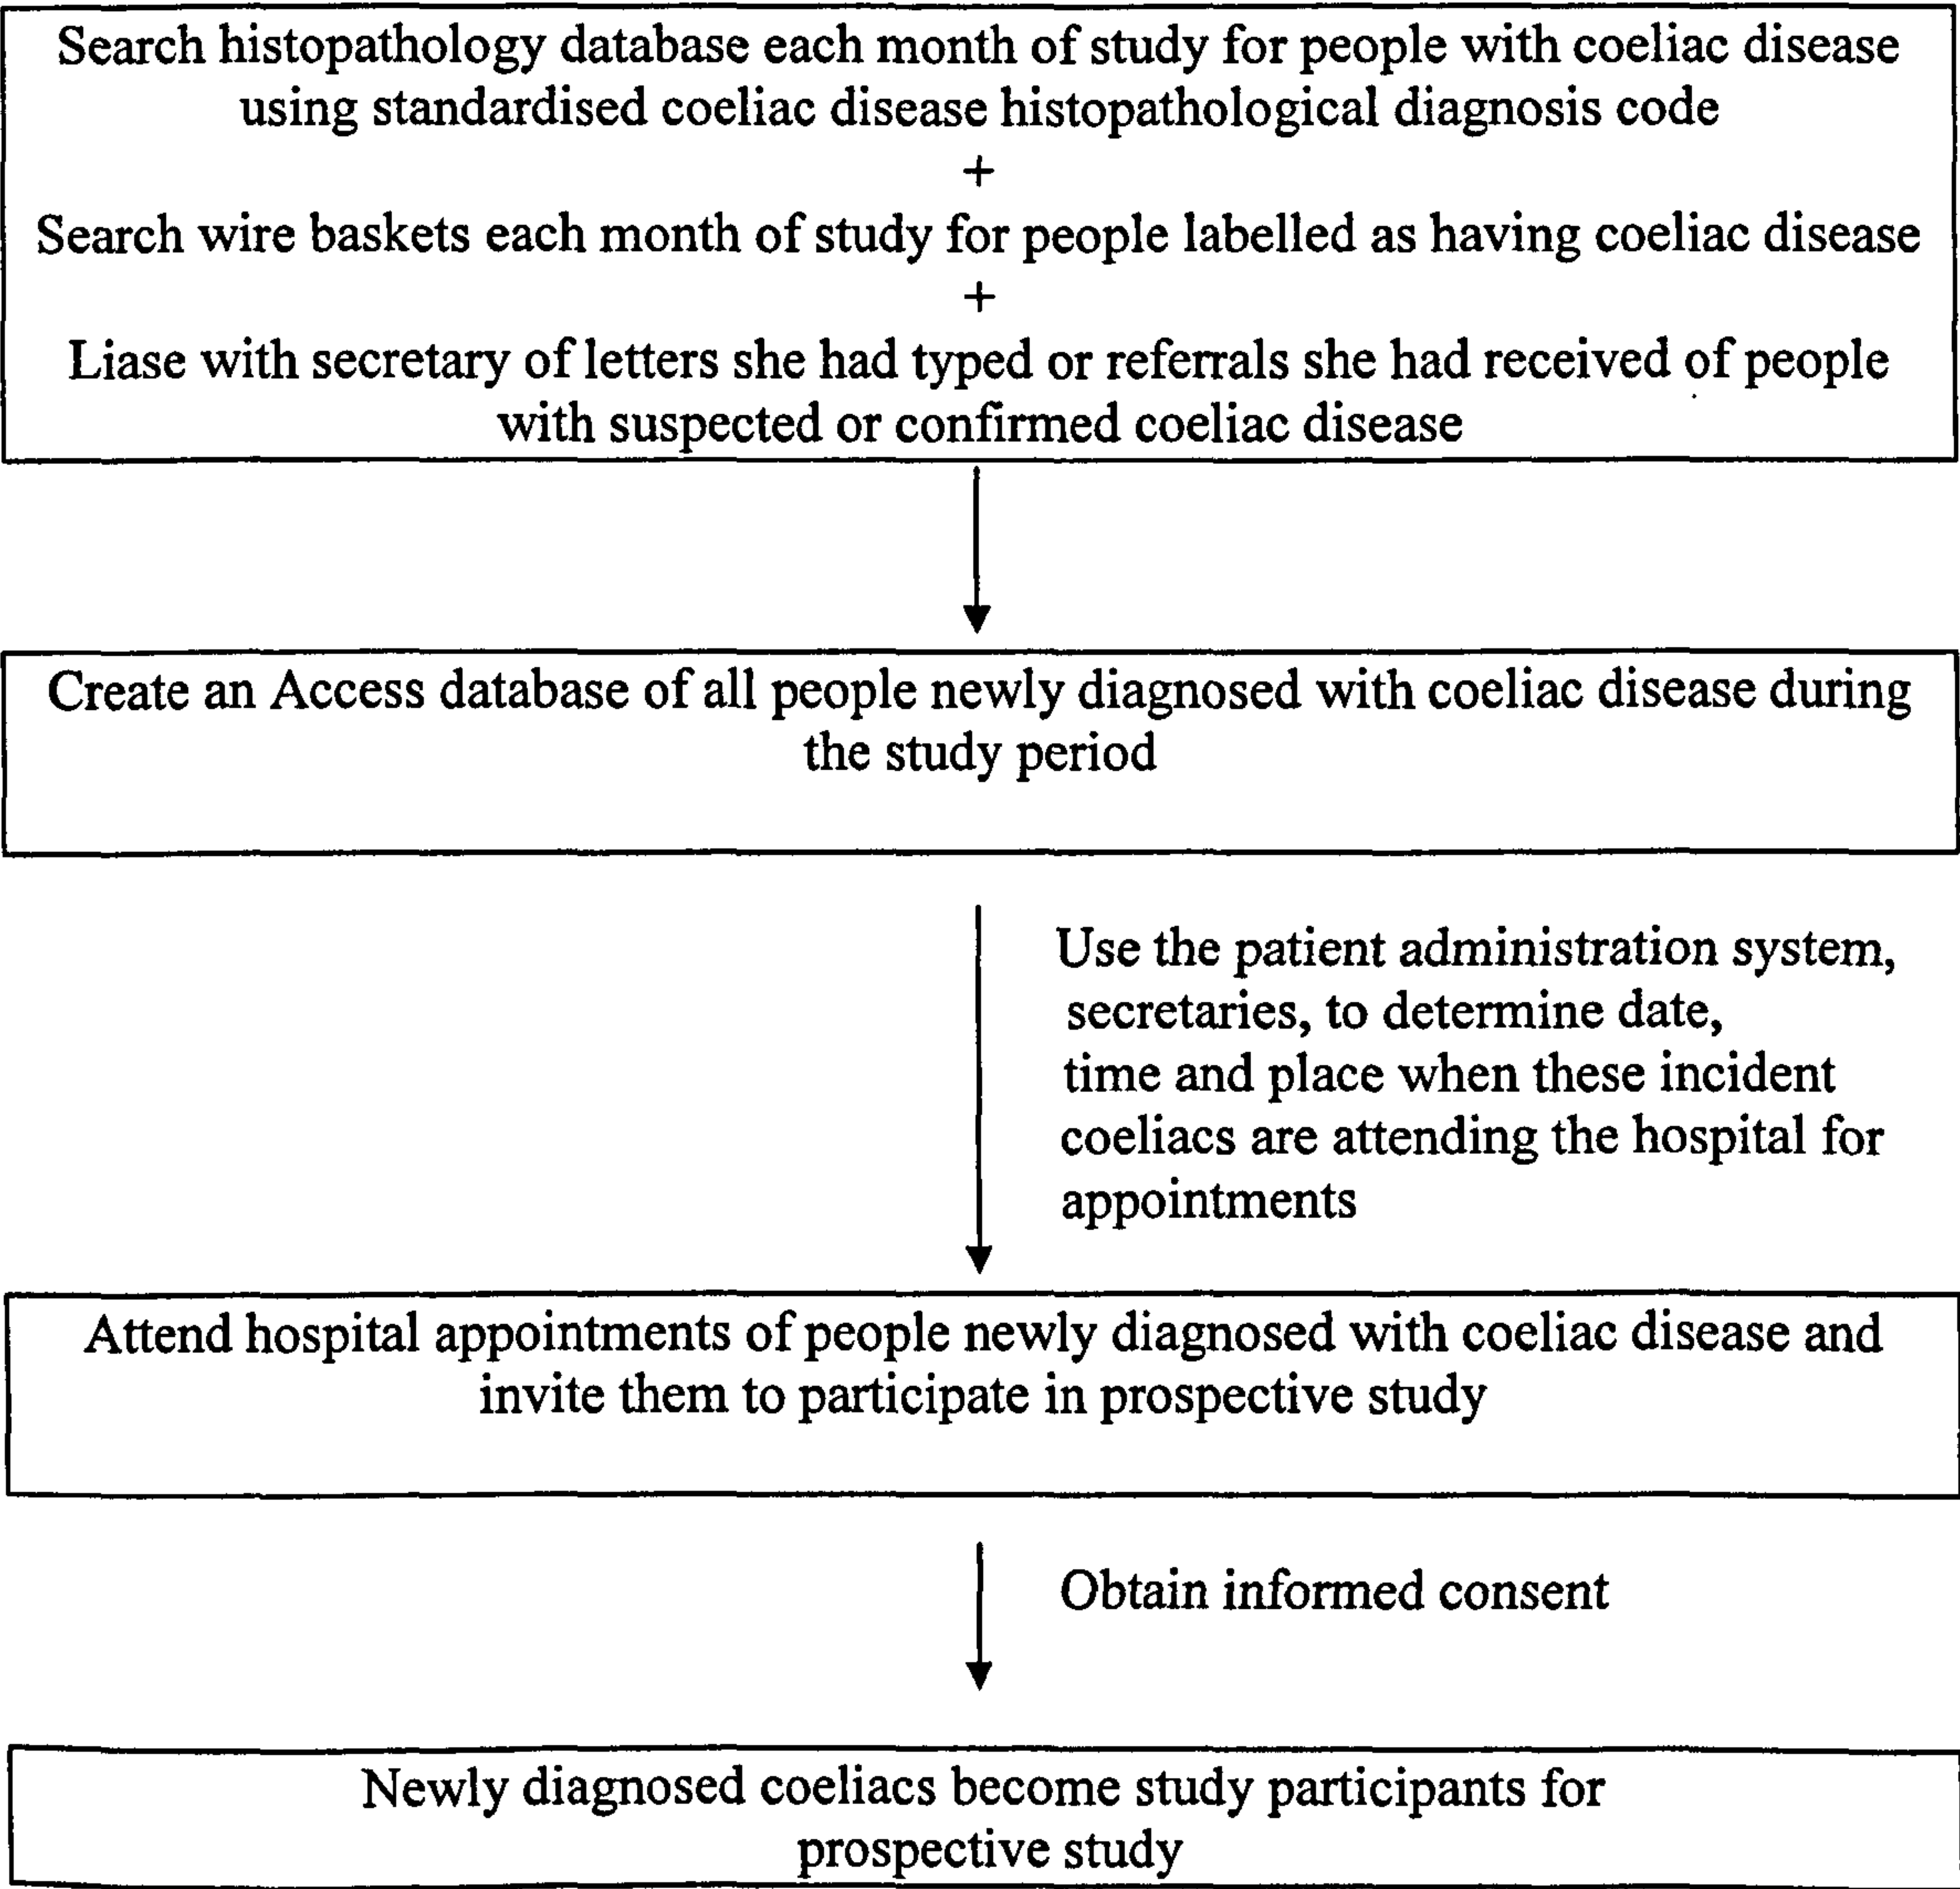 Search histopathology database each month of study for people with coeliac disease
using standardised coeliac disease histopathological diagnosis code
+
Search wire baskets each month of study for people labelled as having coeliac disease
+
Liase with secretary of letters she had typed or referrals she had received of people
with suspected or confirmed coeliac disease
Create an Access database of all people newly diagnosed with coeliac disease during
the study period
Use the patient administration system,
secretaries, to determine date,
time and place when these incident
coeliacs are attending the hospital for
appointments
Attend hospital appointments of people newly diagnosed with coeliac disease and
invite them to participate in prospective study
Obtain informed consent
Newly diagnosed coeliacs become study participants for
prospective study